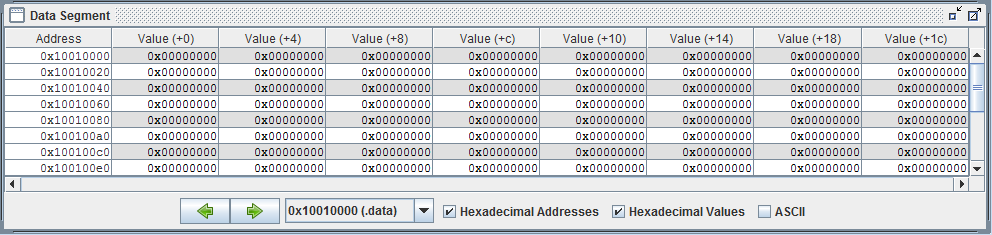 Data Segment
Address Value (+0) Value (+4) Value (+8) Value (+c) Value (+10) Value (+14) Value (+18) Value (+1c)
0x10010000 0x00000000 0x00000000 0x00000000 0x00000000 0x00000000 0x00000000 0x00000000 0x00000000
0x10010020 0x00000000 0x00000000 0x00000000 0x00000000 0x00000000 0x00000000 0x00000000 0x00000000
0x10010040 0x00000000 0x00000000 0x00000000 0x00000000 0x00000000 0x00000000 0x00000000 0x00000000
0x10010060 0x00000000 0x00000000 0x00000000 0x00000000 0x00000000 0x00000000 0x00000000 0x00000000
0x10010080 0x00000000 0x00000000 0x00000000 0x00000000 0x00000000 0x00000000 0x00000000 0x00000000
0x100100a0 0x00000000 0x00000000 0x00000000 0x00000000 0x00000000 0x00000000 0x00000000 0x00000000
0x100100c0 0x00000000 0x00000000 0x00000000 0x00000000 0x00000000 0x00000000 0x00000000 0x00000000
0x100100e0 0x00000000 0x00000000 0x00000000 0x00000000 0x00000000 0x00000000 0x00000000 0x00000000
0x10010000 (.data) Hexadecimal Addresses Hexadecimal Values ASCII